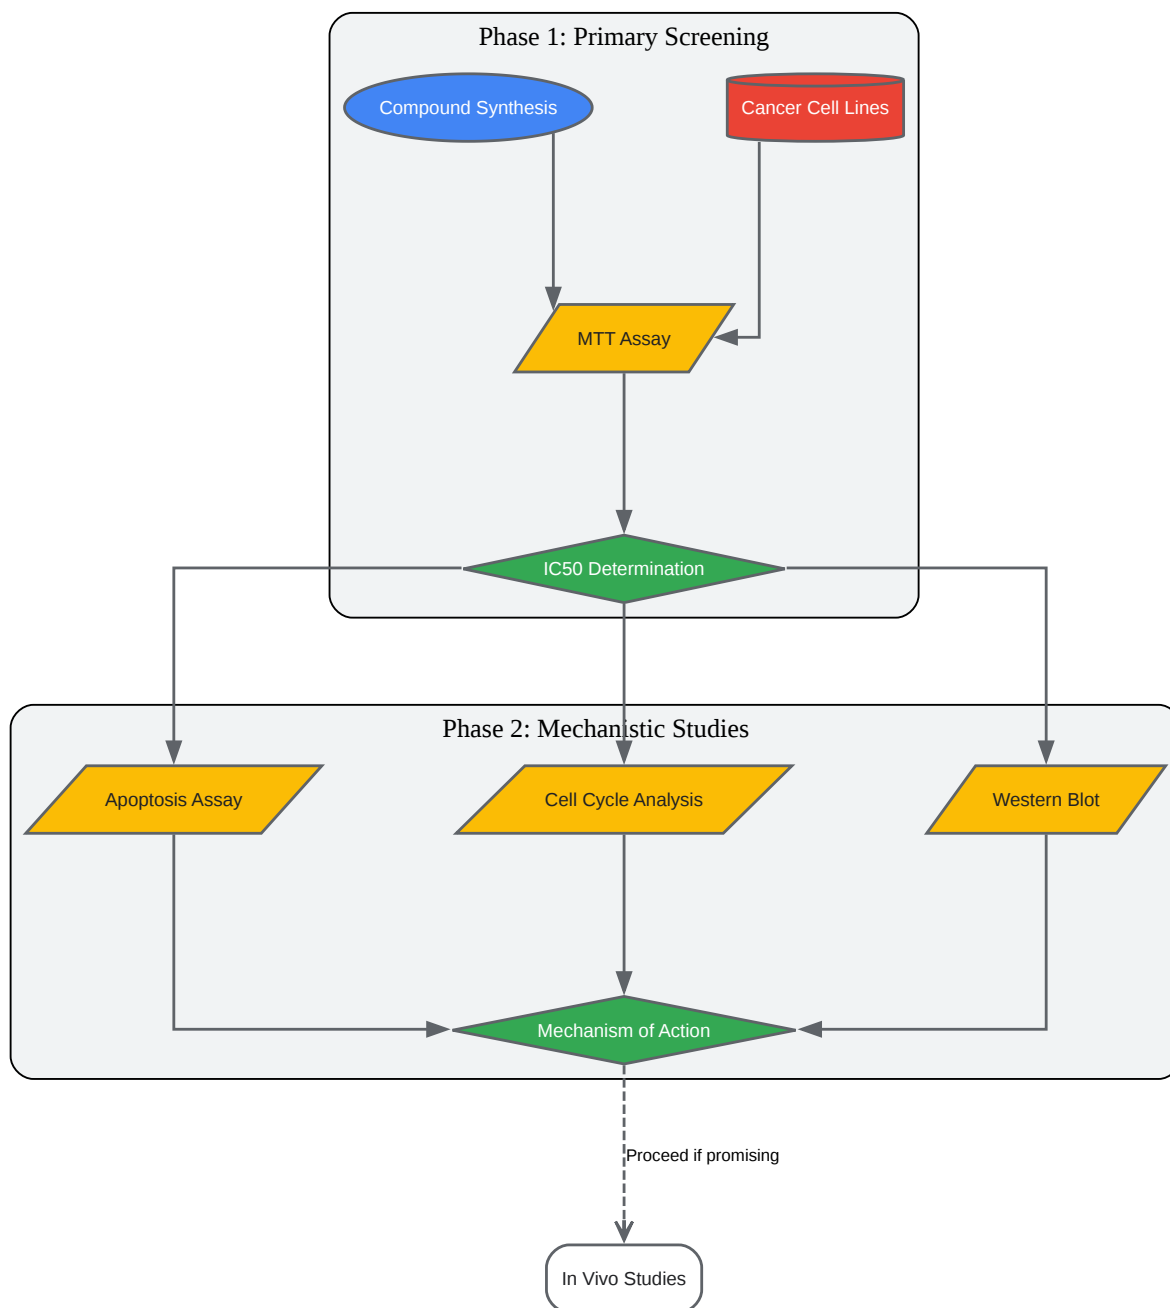 Phase 1: Primary Screening
Compound Synthesis
Cancer Cell Lines
MTT Assay
IC50 Determination
Phase 2: Mechanistic Studies
Apoptosis Assay
Cell Cycle Analysis
Western Blot
Mechanism of Action
Proceed if promising
In Vivo Studies